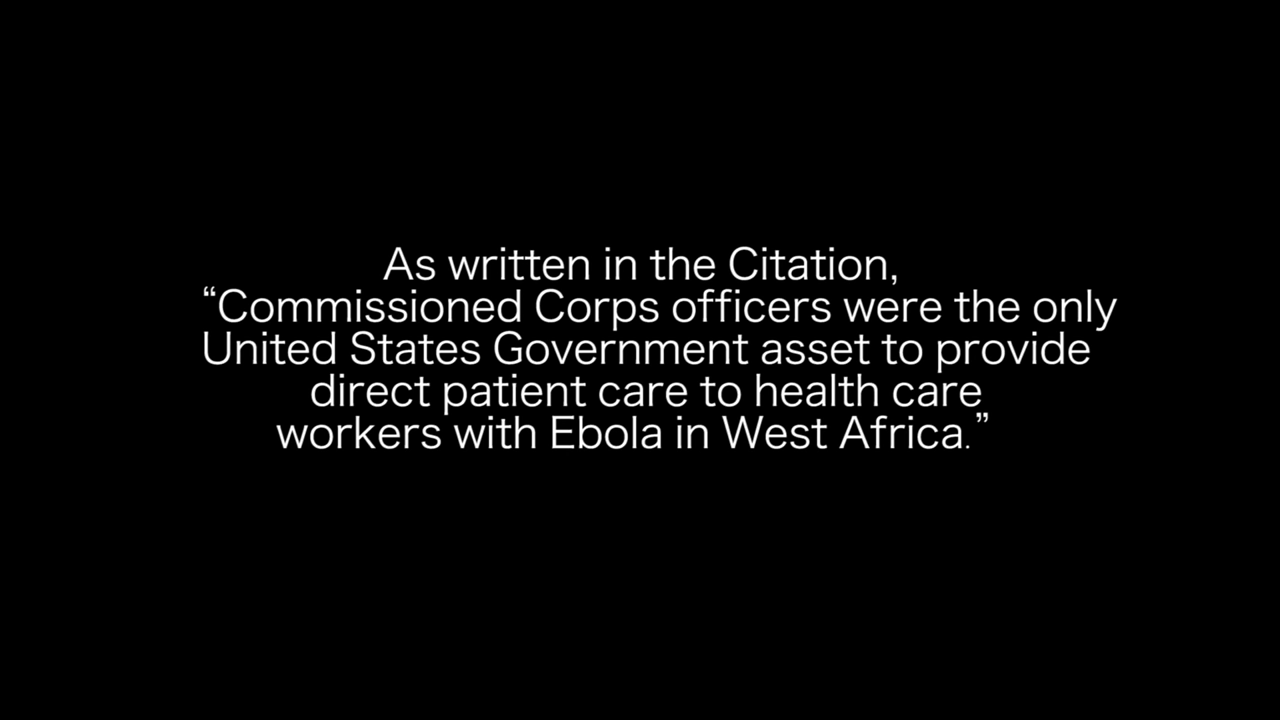 As written in the Citation,
“Commissioned Corps officers were the only
United States Government asset to provide
direct patient care to health care
workers with Ebola in West Africa.”